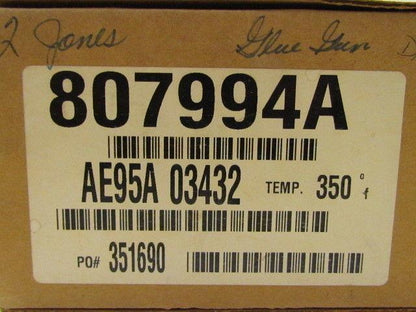 2 Jones Glue Gun
807994A
AE95A 03432 TEMP. 350°f
PO# 351690